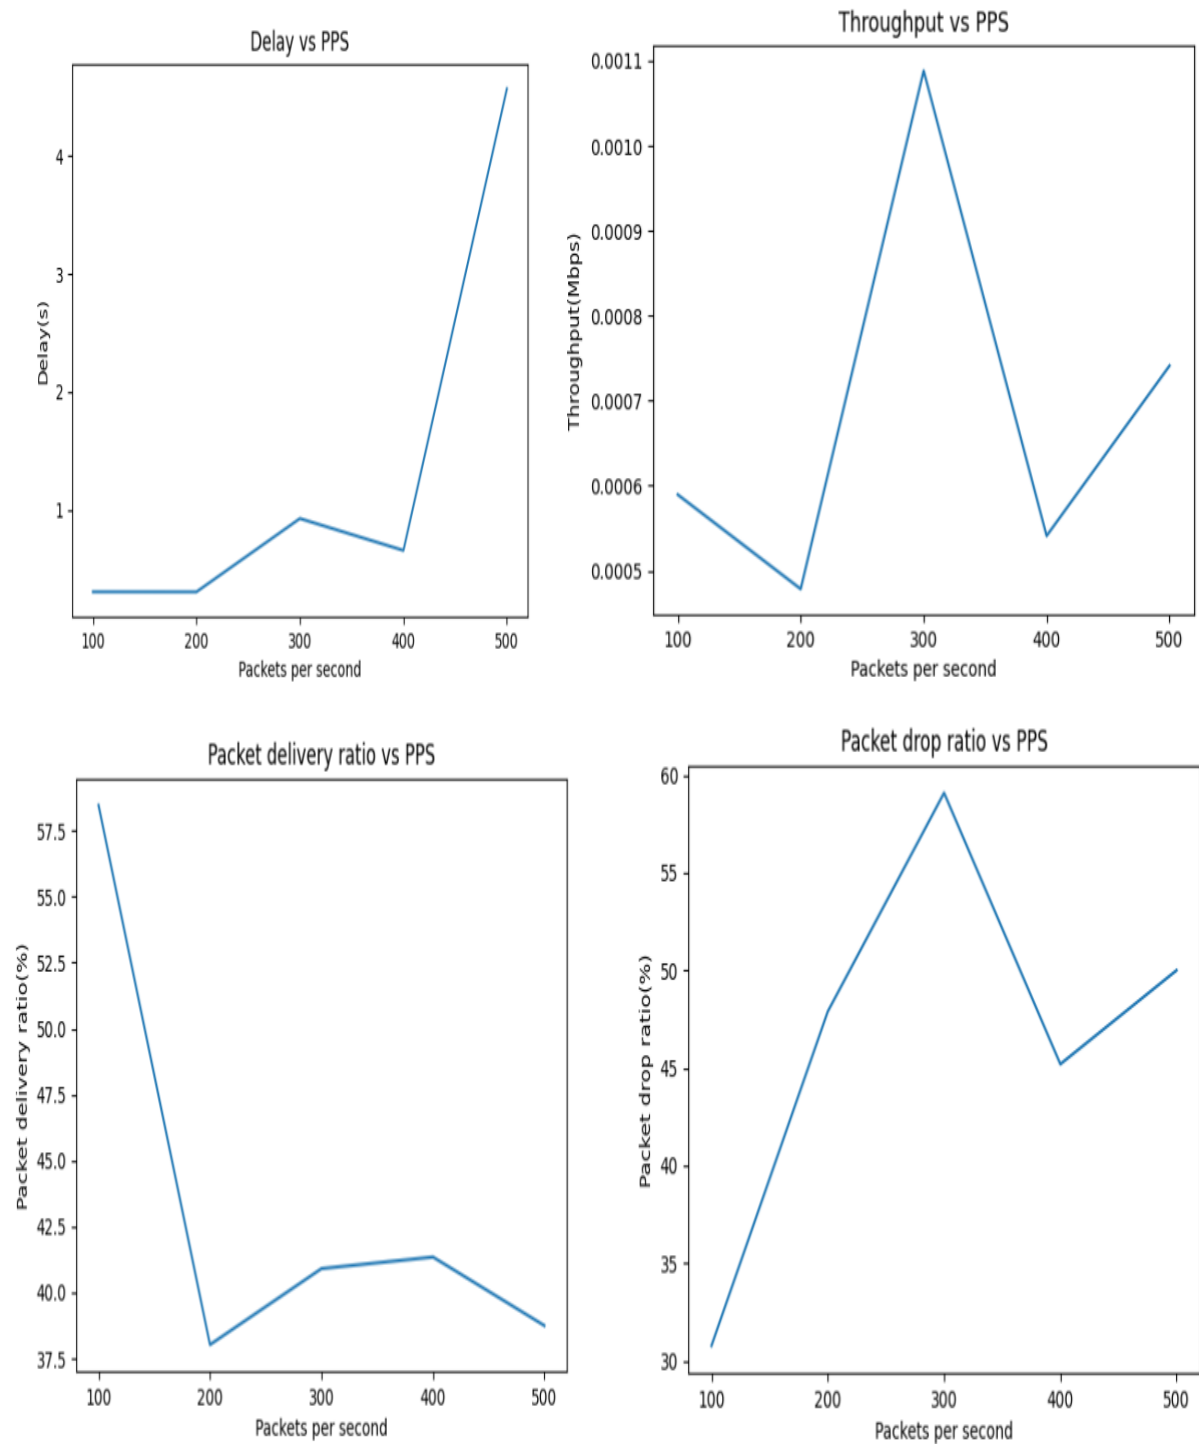 Delay vs PPS
4
3
2
1
Delay(s)
100 200 300 400 500
Packets per second
Throughput vs PPS
0.0011
0.0010
0.0009
0.0008
0.0007
0.0006
0.0005
Throughput(Mbps)
100 200 300 400 500
Packets per second
Packet delivery ratio vs PPS
57.5
55.0
52.5
50.0
47.5
45.0
42.5
40.0
37.5
Packet delivery ratio(%)
100 200 300 400 500
Packets per second
Packet drop ratio vs PPS
60
55
50
45
40
35
30
Packet drop ratio(%)
100 200 300 400 500
Packets per second